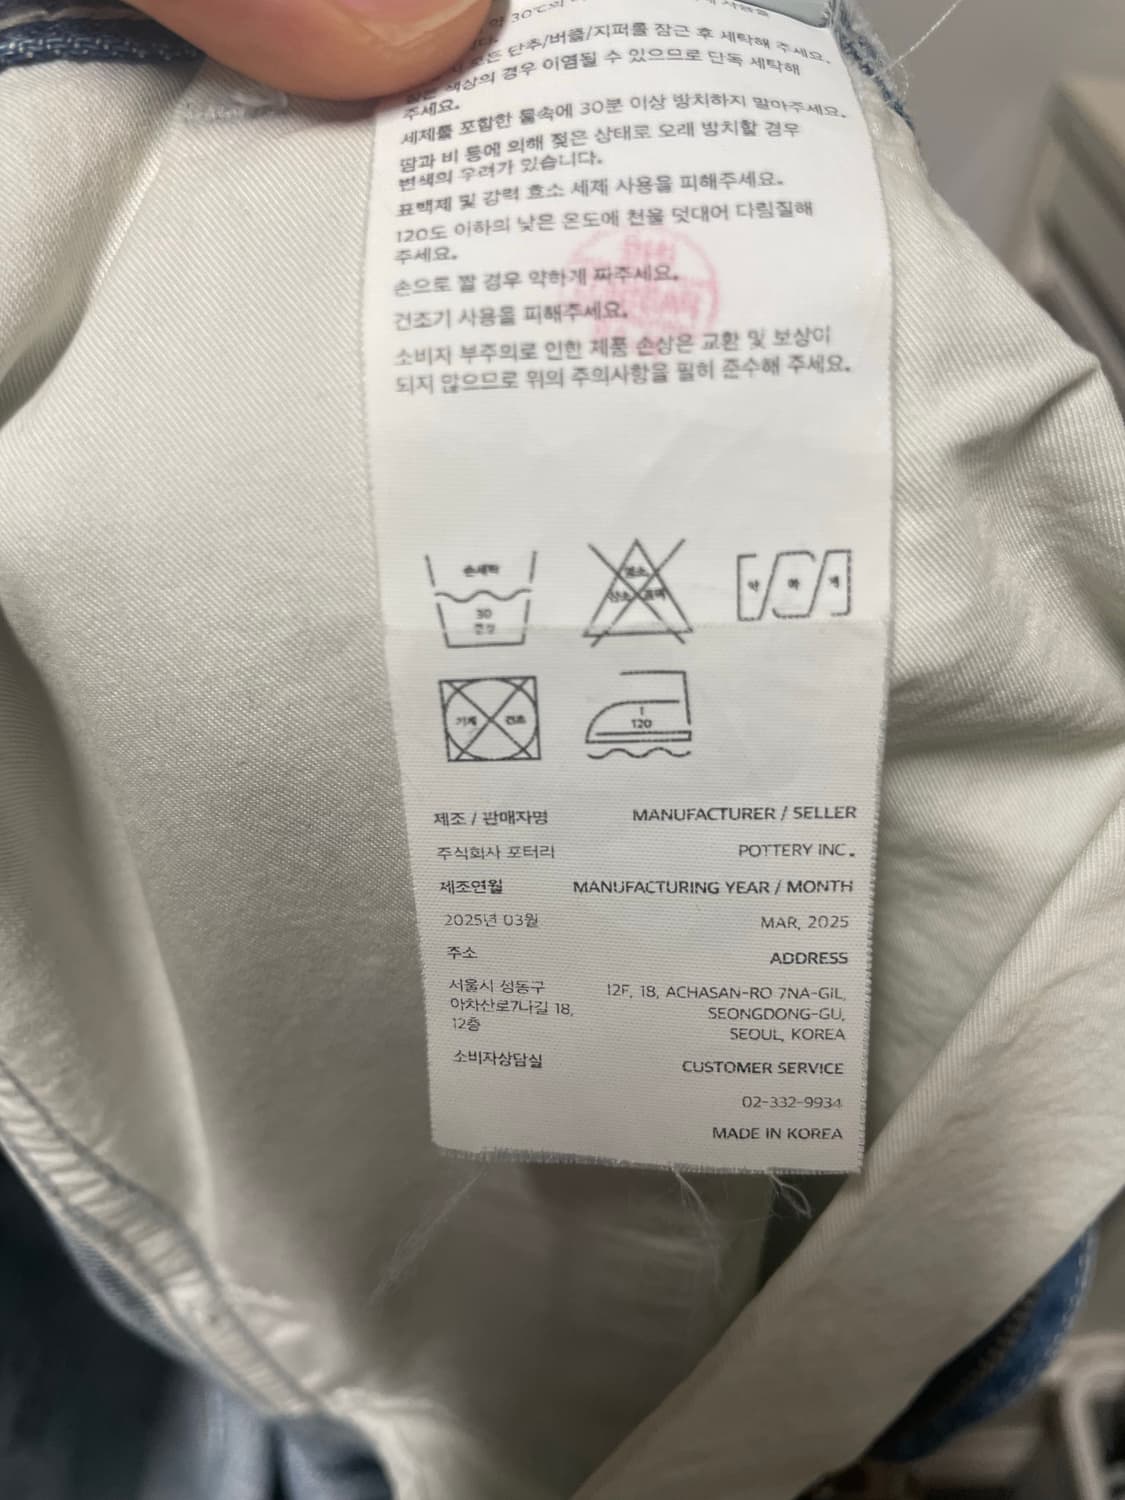 약 30℃의
모든 단추/버클/지퍼를 잠근 후 세탁해 주세요.
색상의 경우 이염될 수 있으므로 단독 세탁해
주세요.
세제를 포함한 물속에 30분 이상 방치하지 말아주세요.
땀과 비 등에 의해 젖은 상태로 오래 방치할 경우
변색의 우려가 있습니다.
표백제 및 강력 효소 세제 사용을 피해주세요.
120도 이하의 낮은 온도에 천을 덧대어 다림질해
주세요.
손으로 짤 경우 약하게 짜주세요.
건조기 사용을 피해주세요.
소비자 부주의로 인한 제품 손상은 교환 및 보상이
되지 않으므로 위의 주의사항을 필히 준수해 주세요.
손세탁
30
중성
염소
산소 표백
약 하 게
기계 건조
120
제조 / 판매자명 MANUFACTURER / SELLER
주식회사 포터리 POTTERY INC.
제조연월 MANUFACTURING YEAR / MONTH
2025년 03월 MAR, 2025
주소 ADDRESS
서울시 성동구 12F, 18, ACHASAN-RO 7NA-GIL,
아차산로7나길 18, SEONGDONG-GU,
12층 SEOUL, KOREA
소비자상담실 CUSTOMER SERVICE
02-332-9934
MADE IN KOREA